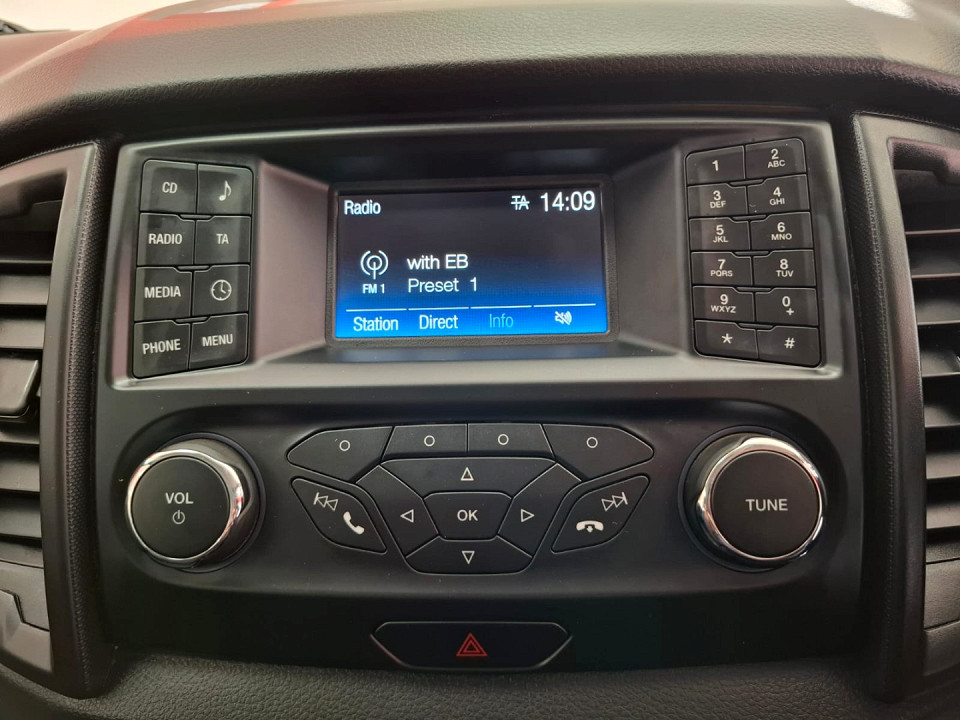 CD
RADIO TA
MEDIA
PHONE MENU
Radio TA 14:09
with EB
FM 1 Preset 1
Station Direct Info
1 2 ABC
3 DEF 4 GHI
5 JKL 6 MNO
7 PQRS 8 TUV
9 WXYZ 0 +
* #
VOL
OK
TUNE